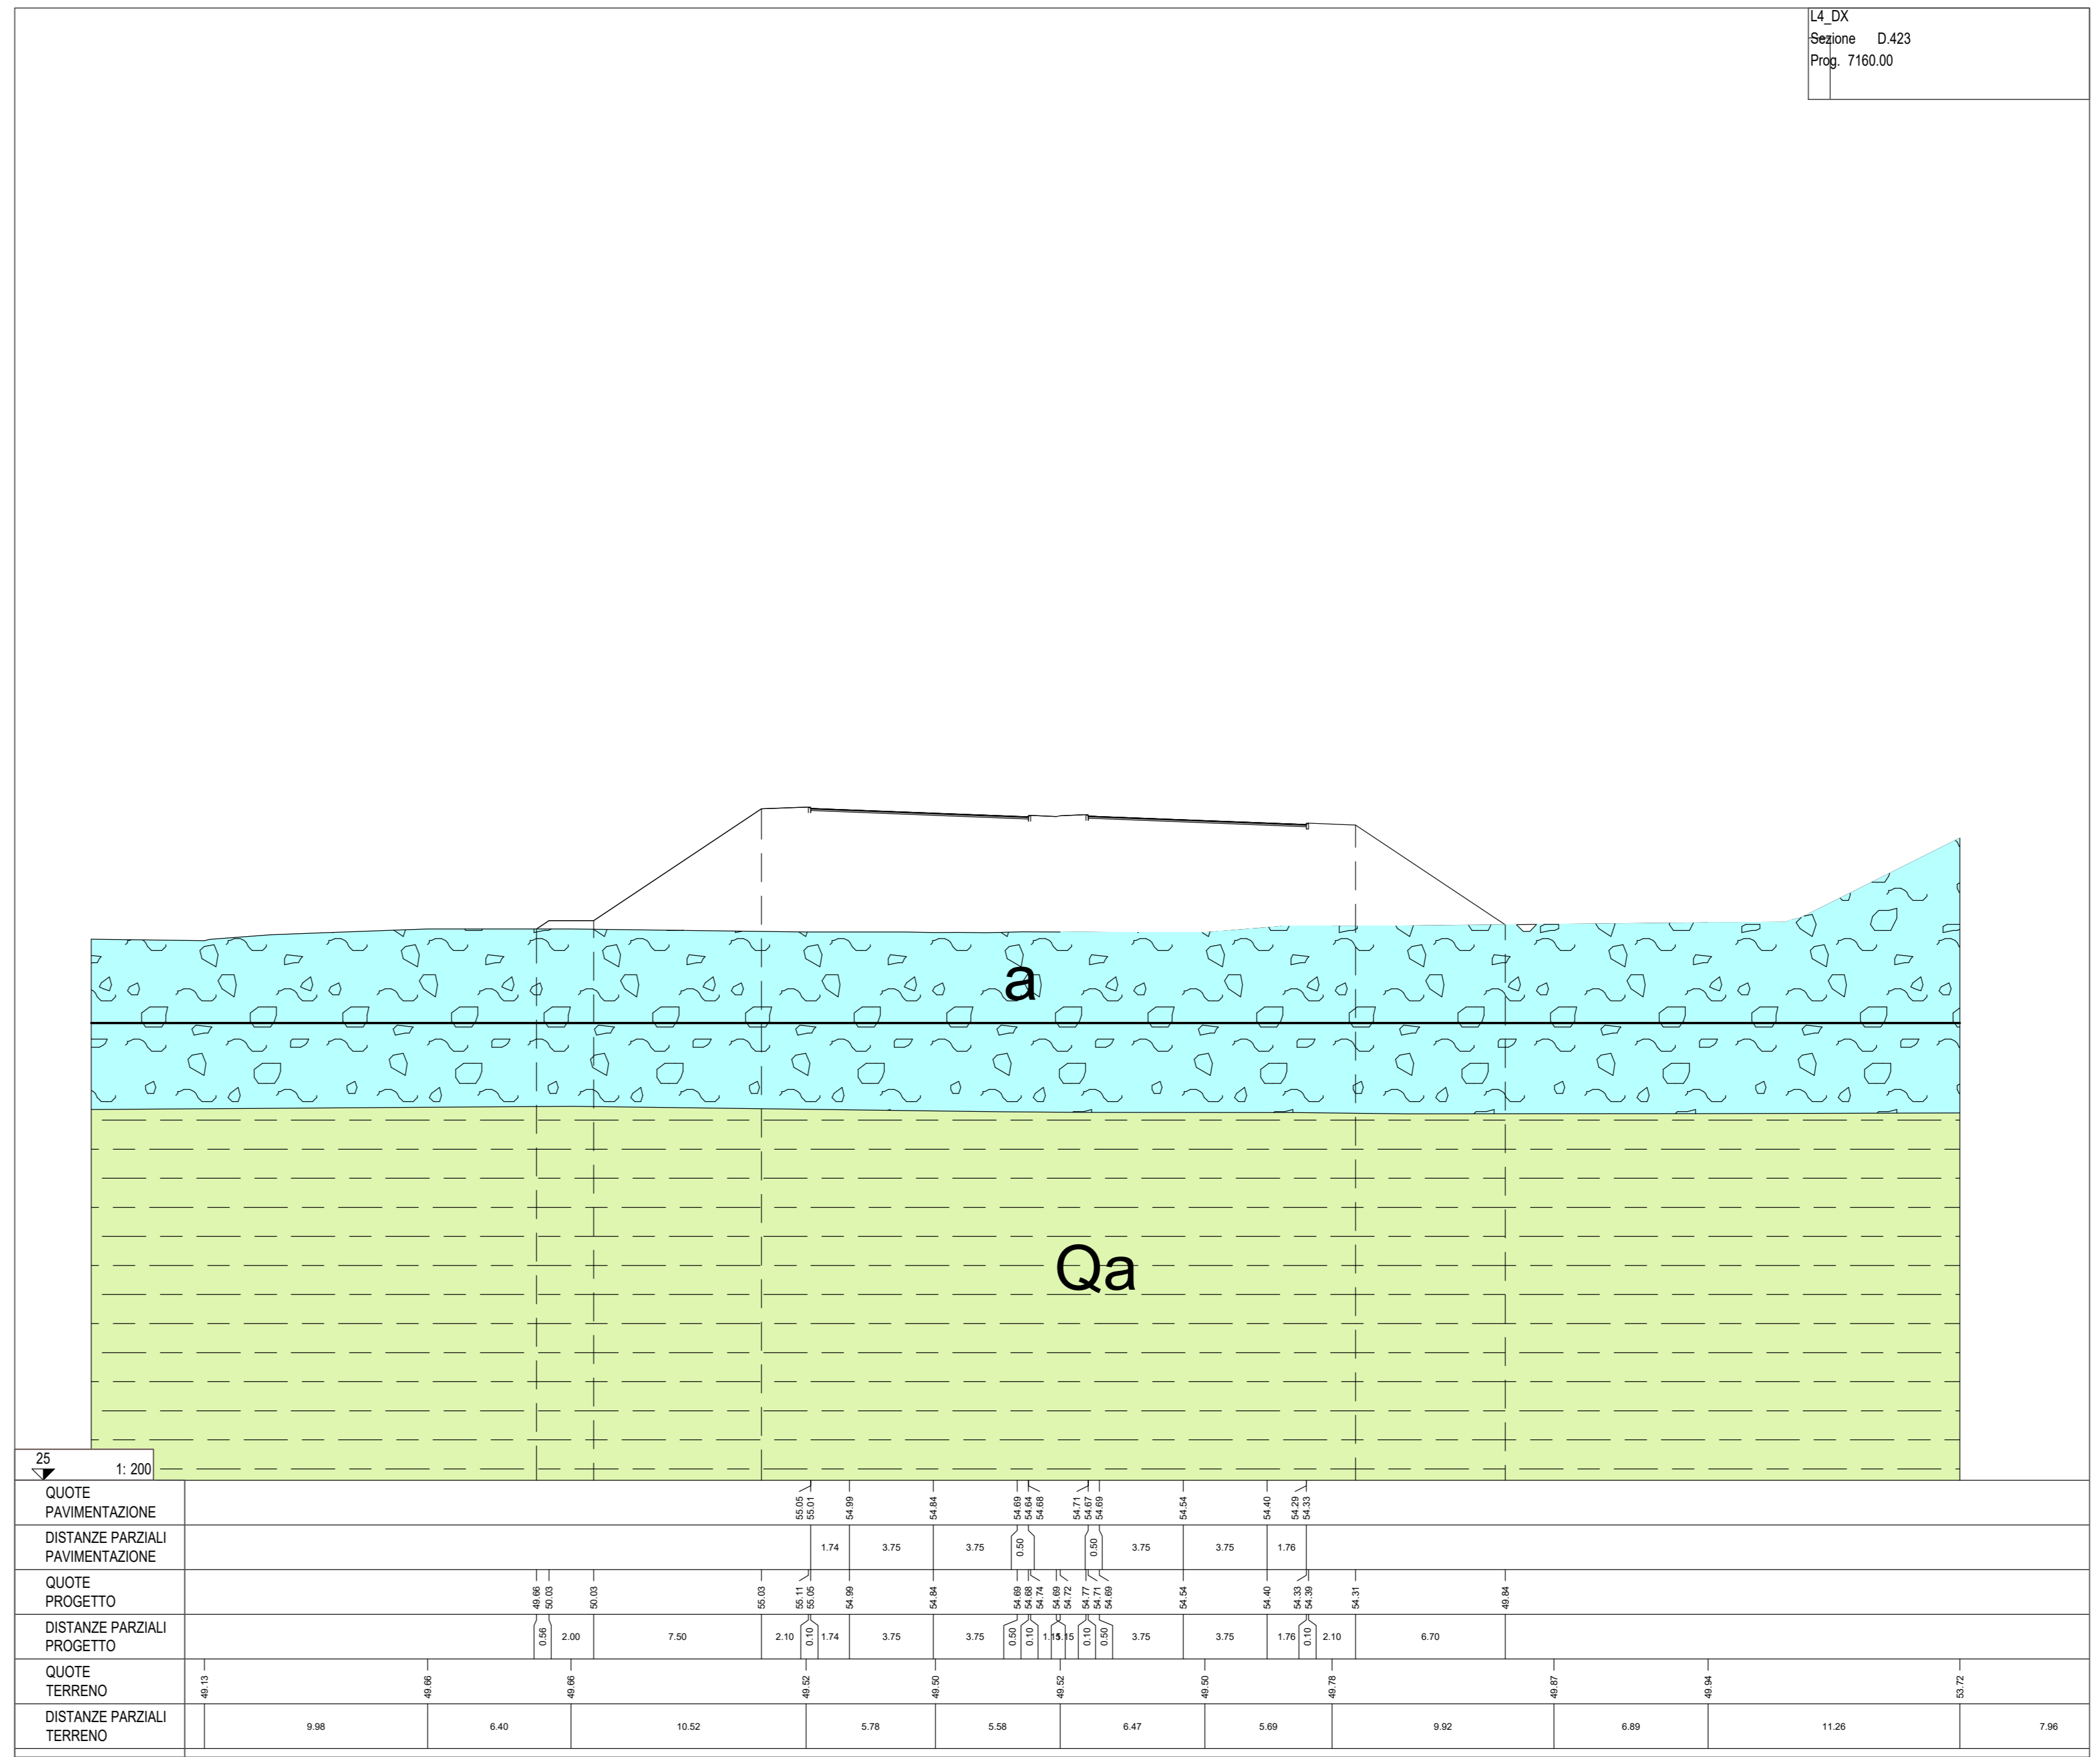 L4_DX
Sezione D.423
Prog. 7160.00
a
Qa
25
1: 200
QUOTE
PAVIMENTAZIONE
55.05 55.01 54.99 54.84 54.69 54.64 54.68 54.71 54.67 54.69 54.54 54.40 54.29 54.33
DISTANZE PARZIALI
PAVIMENTAZIONE
1.74 3.75 3.75 0.50 0.50 3.75 3.75 1.76
QUOTE
PROGETTO
49.66 50.03 50.03 55.03 55.11 55.05 54.99 54.84 54.69 54.68 54.74 54.69 54.72 54.77 54.71 54.69 54.54 54.40 54.33 54.39 54.31 49.84
DISTANZE PARZIALI
PROGETTO
0.56 2.00 7.50 2.10 0.10 1.74 3.75 3.75 0.50 0.10 1.15 1.15 0.10 0.50 3.75 3.75 1.76 0.10 2.10 6.70
QUOTE
TERRENO
49.13 49.66 49.66 49.52 49.50 49.52 49.50 49.78 49.87 49.94 53.72
DISTANZE PARZIALI
TERRENO
9.98 6.40 10.52 5.78 5.58 6.47 5.69 9.92 6.89 11.26 7.96